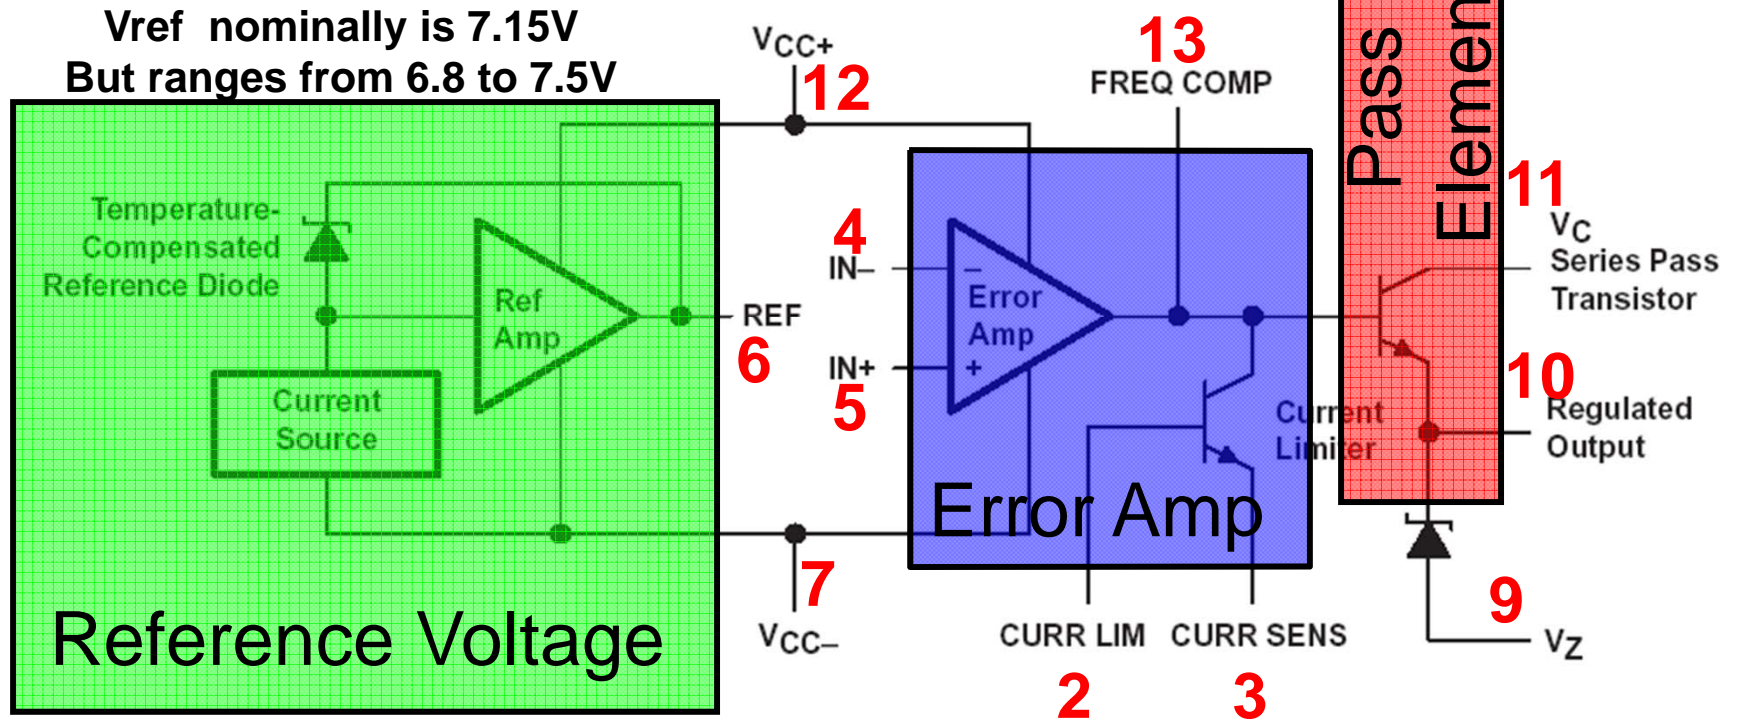 Vref nominally is 7.15V
But ranges from 6.8 to 7.5V
VCC+
12
13
FREQ COMP
Pass
Elemen
11
VC
Series Pass
Transistor
Temperature-
Compensated
Reference Diode
Ref
Amp
REF
6
4
IN–
IN+
5
–
Error
Amp
+
10
Regulated
Output
Current
Source
Current
Limiter
Error Amp
Reference Voltage
7
VCC–
CURR LIM
2
CURR SENS
3
9
VZ